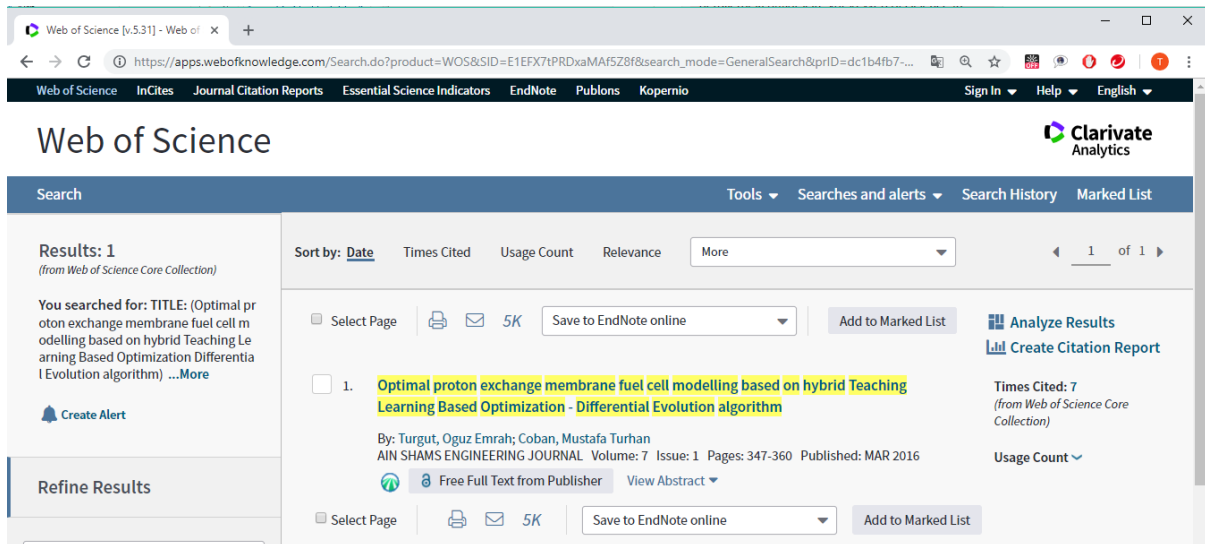 Web of Science [v.5.31] - Web of
https://apps.webofknowledge.com/Search.do?product=WOS&SID=E1EFX7tPRDxaMAf5Z8f&search_mode=GeneralSearch&prID=dc1b4fb7-...
OFF
T
Web of Science InCites Journal Citation Reports Essential Science Indicators EndNote Publons Kopernio Sign In Help English
Web of Science
Clarivate
Analytics
Search Tools Searches and alerts Search History Marked List
Results: 1
(from Web of Science Core Collection)
You searched for: TITLE: (Optimal pr
oton exchange membrane fuel cell m
odelling based on hybrid Teaching Le
arning Based Optimization Differentia
l Evolution algorithm) ...More
Create Alert
Refine Results
Sort by: Date Times Cited Usage Count Relevance More 1 of 1
Select Page 5K Save to EndNote online Add to Marked List
Analyze Results
Create Citation Report
1. Optimal proton exchange membrane fuel cell modelling based on hybrid Teaching
Learning Based Optimization - Differential Evolution algorithm
By: Turgut, Oguz Emrah; Coban, Mustafa Turhan
AIN SHAMS ENGINEERING JOURNAL Volume: 7 Issue: 1 Pages: 347-360 Published: MAR 2016
Free Full Text from Publisher View Abstract
Times Cited: 7
(from Web of Science Core
Collection)
Usage Count
Select Page 5K Save to EndNote online Add to Marked List